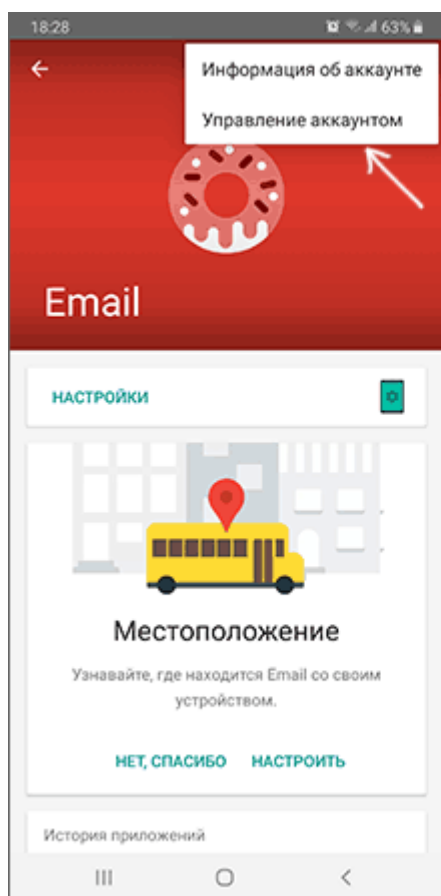 18:28
63%
Информация об аккаунте
Управление аккаунтом
Email
НАСТРОЙКИ
Местоположение
Узнавайте, где находится Email со своим
устройством.
НЕТ, СПАСИБО НАСТРОИТЬ
История приложений